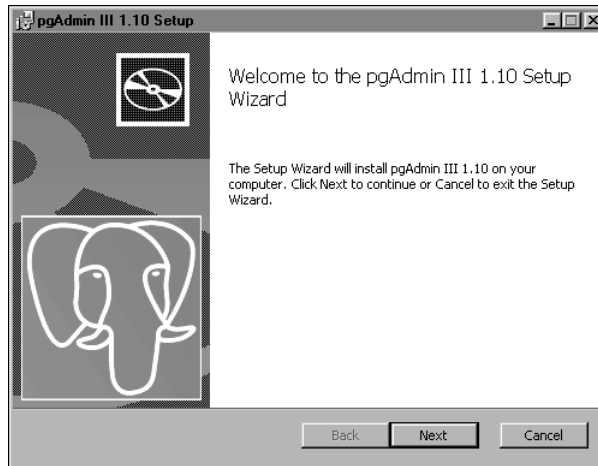 pgAdmin III 1.10 Setup
Welcome to the pgAdmin III 1.10 Setup
Wizard
The Setup Wizard will install pgAdmin III 1.10 on your
computer. Click Next to continue or Cancel to exit the Setup
Wizard.
Back Next Cancel